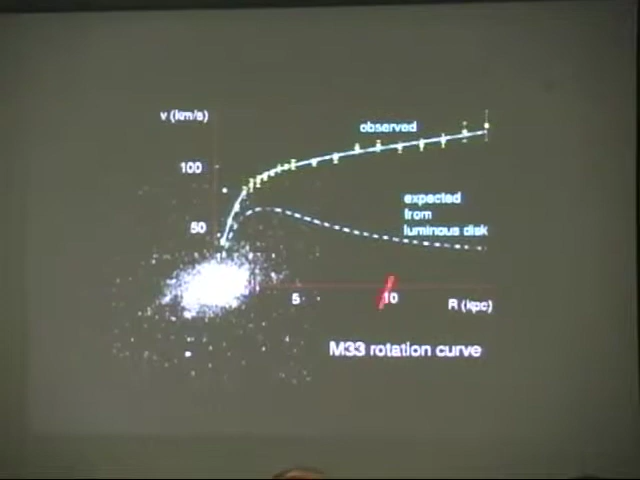 v (km/s)
observed
100
expected
from
luminous disk
50
5
10
R (kpc)
M33 rotation curve